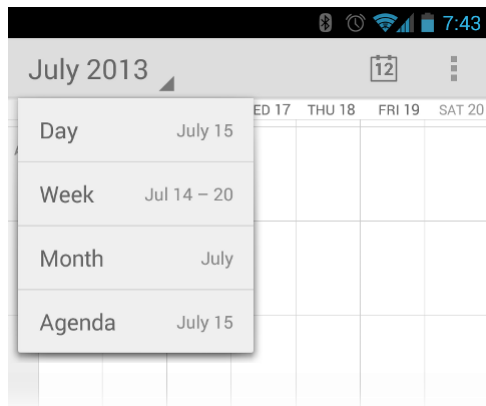 7:43
July 2013 12
ED 17 THU 18 FRI 19 SAT 20
Day July 15
Week Jul 14 – 20
Month July
Agenda July 15